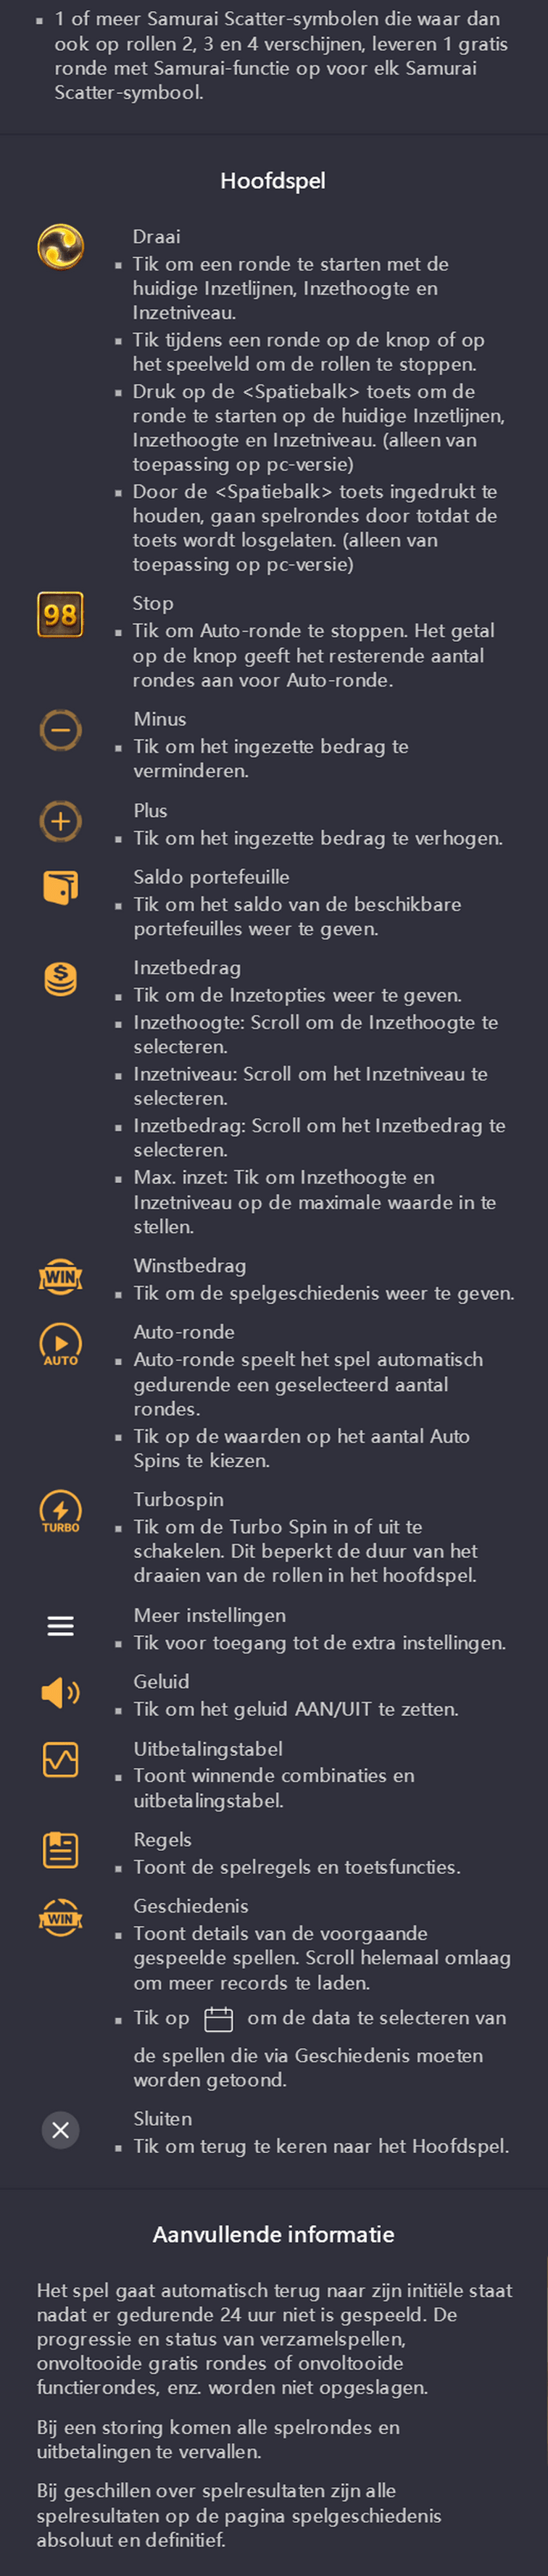 ▪ 1 of meer Samurai Scatter-symbolen die waar dan
ook op rollen 2, 3 en 4 verschijnen, leveren 1 gratis
ronde met Samurai-functie op voor elk Samurai
Scatter-symbool.
Hoofdspel
Draai
▪ Tik om een ronde te starten met de
huidige Inzetlijnen, Inzethoogte en
Inzetniveau.
▪ Tik tijdens een ronde op de knop of op
het speelveld om de rollen te stoppen.
▪ Druk op de <Spatiebalk> toets om de
ronde te starten op de huidige Inzetlijnen,
Inzethoogte en Inzetniveau. (alleen van
toepassing op pc-versie)
▪ Door de <Spatiebalk> toets ingedrukt te
houden, gaan spelrondes door totdat de
toets wordt losgelaten. (alleen van
toepassing op pc-versie)
98
Stop
▪ Tik om Auto-ronde te stoppen. Het getal
op de knop geeft het resterende aantal
rondes aan voor Auto-ronde.
Minus
▪ Tik om het ingezette bedrag te
verminderen.
Plus
▪ Tik om het ingezette bedrag te verhogen.
Saldo portefeuille
▪ Tik om het saldo van de beschikbare
portefeuilles weer te geven.
$
Inzetbedrag
▪ Tik om de Inzetopties weer te geven.
▪ Inzethoogte: Scroll om de Inzethoogte te
selecteren.
▪ Inzetniveau: Scroll om het Inzetniveau te
selecteren.
▪ Inzetbedrag: Scroll om het Inzetbedrag te
selecteren.
▪ Max. inzet: Tik om Inzethoogte en
Inzetniveau op de maximale waarde in te
stellen.
WIN
Winstbedrag
▪ Tik om de spelgeschiedenis weer te geven.
AUTO
Auto-ronde
▪ Auto-ronde speelt het spel automatisch
gedurende een geselecteerd aantal
rondes.
▪ Tik op de waarden op het aantal Auto
Spins te kiezen.
TURBO
Turbospin
▪ Tik om de Turbo Spin in of uit te
schakelen. Dit beperkt de duur van het
draaien van de rollen in het hoofdspel.
Meer instellingen
▪ Tik voor toegang tot de extra instellingen.
Geluid
▪ Tik om het geluid AAN/UIT te zetten.
Uitbetalingstabel
▪ Toont winnende combinaties en
uitbetalingstabel.
Regels
▪ Toont de spelregels en toetsfuncties.
WIN
Geschiedenis
▪ Toont details van de voorgaande
gespeelde spellen. Scroll helemaal omlaag
om meer records te laden.
▪ Tik op om de data te selecteren van
de spellen die via Geschiedenis moeten
worden getoond.
Sluiten
▪ Tik om terug te keren naar het Hoofdspel.
Aanvullende informatie
Het spel gaat automatisch terug naar zijn initiële staat
nadat er gedurende 24 uur niet is gespeeld. De
progressie en status van verzamelspellen,
onvoltooide gratis rondes of onvoltooide
functierondes, enz. worden niet opgeslagen.
Bij een storing komen alle spelrondes en
uitbetalingen te vervallen.
Bij geschillen over spelresultaten zijn alle
spelresultaten op de pagina spelgeschiedenis
absoluut en definitief.